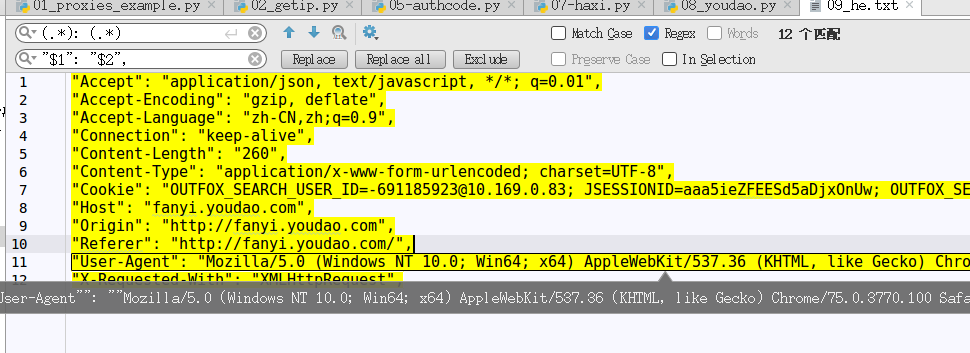 01_proxies_example.py 02_getip.py 05-authcode.py 07-haxi.py 08_youdao.py 09_he.txt
(.*): (.*) Match Case Regex Words 12 个匹配
"$1": "$2", Replace Replace all Exclude Preserve Case In Selection
1 "Accept": "application/json, text/javascript, */*; q=0.01",
2 "Accept-Encoding": "gzip, deflate",
3 "Accept-Language": "zh-CN,zh;q=0.9",
4 "Connection": "keep-alive",
5 "Content-Length": "260",
6 "Content-Type": "application/x-www-form-urlencoded; charset=UTF-8",
7 "Cookie": "OUTFOX_SEARCH_USER_ID=-691185923@10.169.0.83; JSESSIONID=aaa5ieZFEESd5aDjxOnUw; OUTFOX_SE
8 "Host": "fanyi.youdao.com",
9 "Origin": "http://fanyi.youdao.com",
10 "Referer": "http://fanyi.youdao.com/",
11 "User-Agent": "Mozilla/5.0 (Windows NT 10.0; Win64; x64) AppleWebKit/537.36 (KHTML, like Gecko) Chro
12 "X-Requested-With": "XMLHttpRequest",
User-Agent"": ""Mozilla/5.0 (Windows NT 10.0; Win64; x64) AppleWebKit/537.36 (KHTML, like Gecko) Chrome/75.0.3770.100 Safa